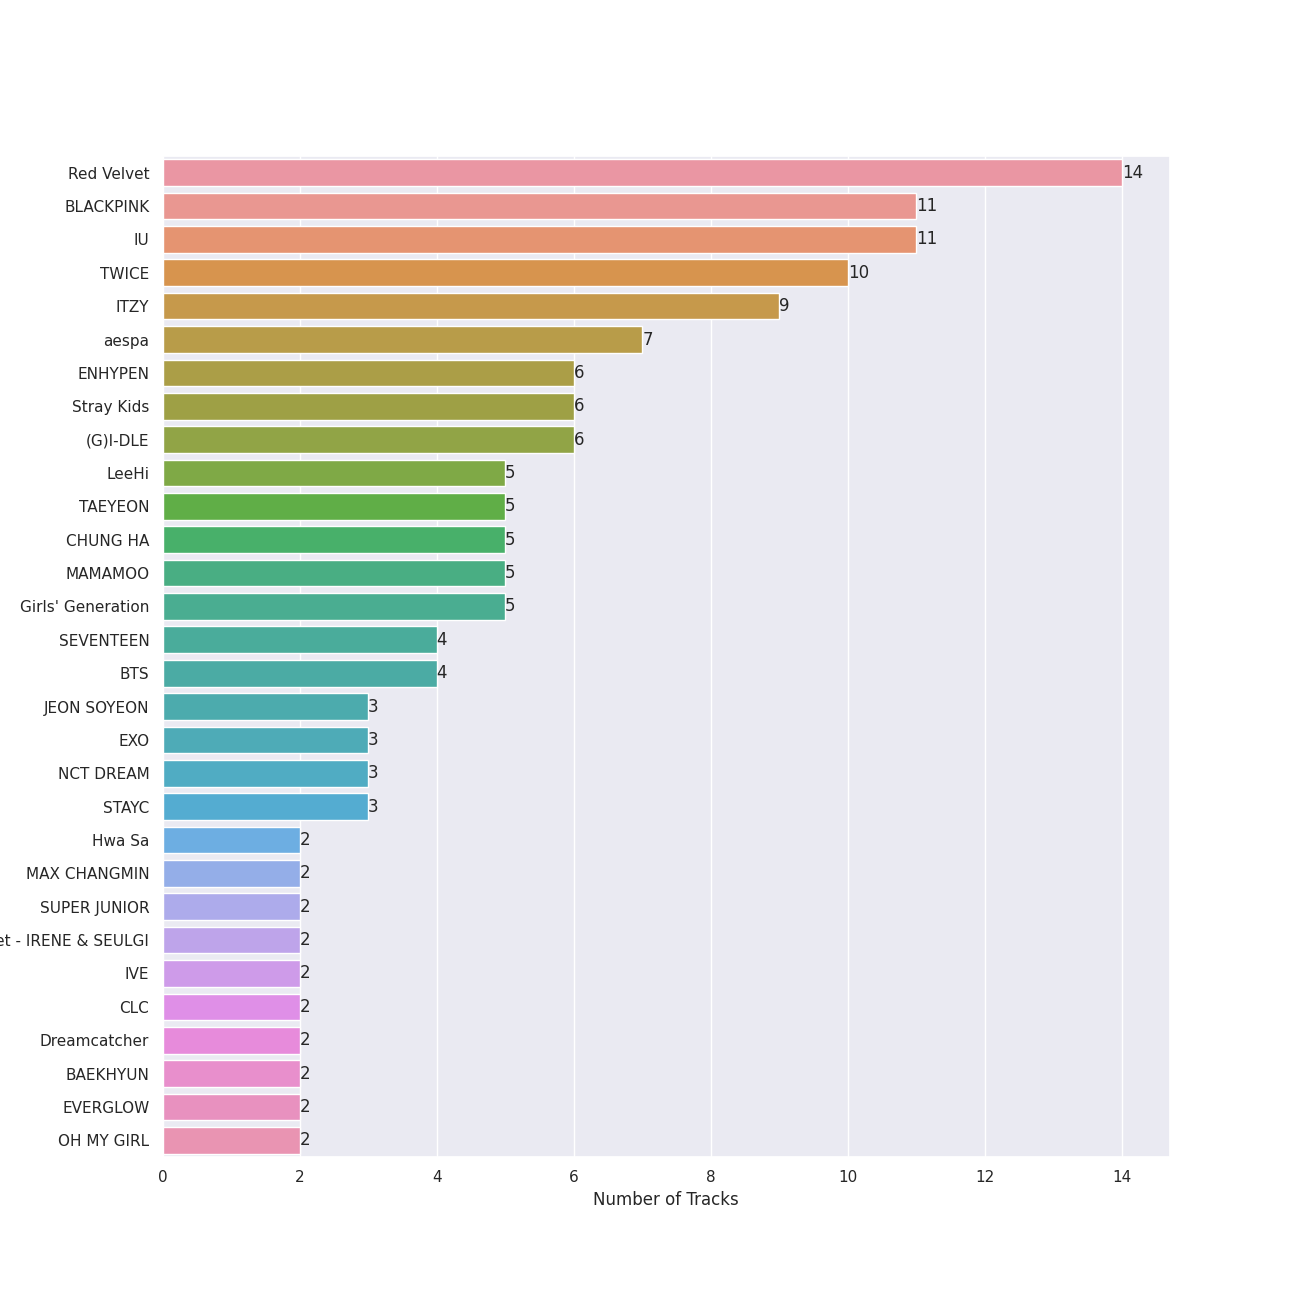 Red Velvet 14
BLACKPINK 11
IU 11
TWICE 10
ITZY 9
aespa 7
ENHYPEN 6
Stray Kids 6
(G)I-DLE 6
LeeHi 5
TAEYEON 5
CHUNG HA 5
MAMAMOO 5
Girls' Generation 5
SEVENTEEN 4
BTS 4
JEON SOYEON 3
EXO 3
NCT DREAM 3
STAYC 3
Hwa Sa 2
MAX CHANGMIN 2
SUPER JUNIOR 2
et - IRENE & SEULGI 2
IVE 2
CLC 2
Dreamcatcher 2
BAEKHYUN 2
EVERGLOW 2
OH MY GIRL 2
0 2 4 6 8 10 12 14
Number of Tracks